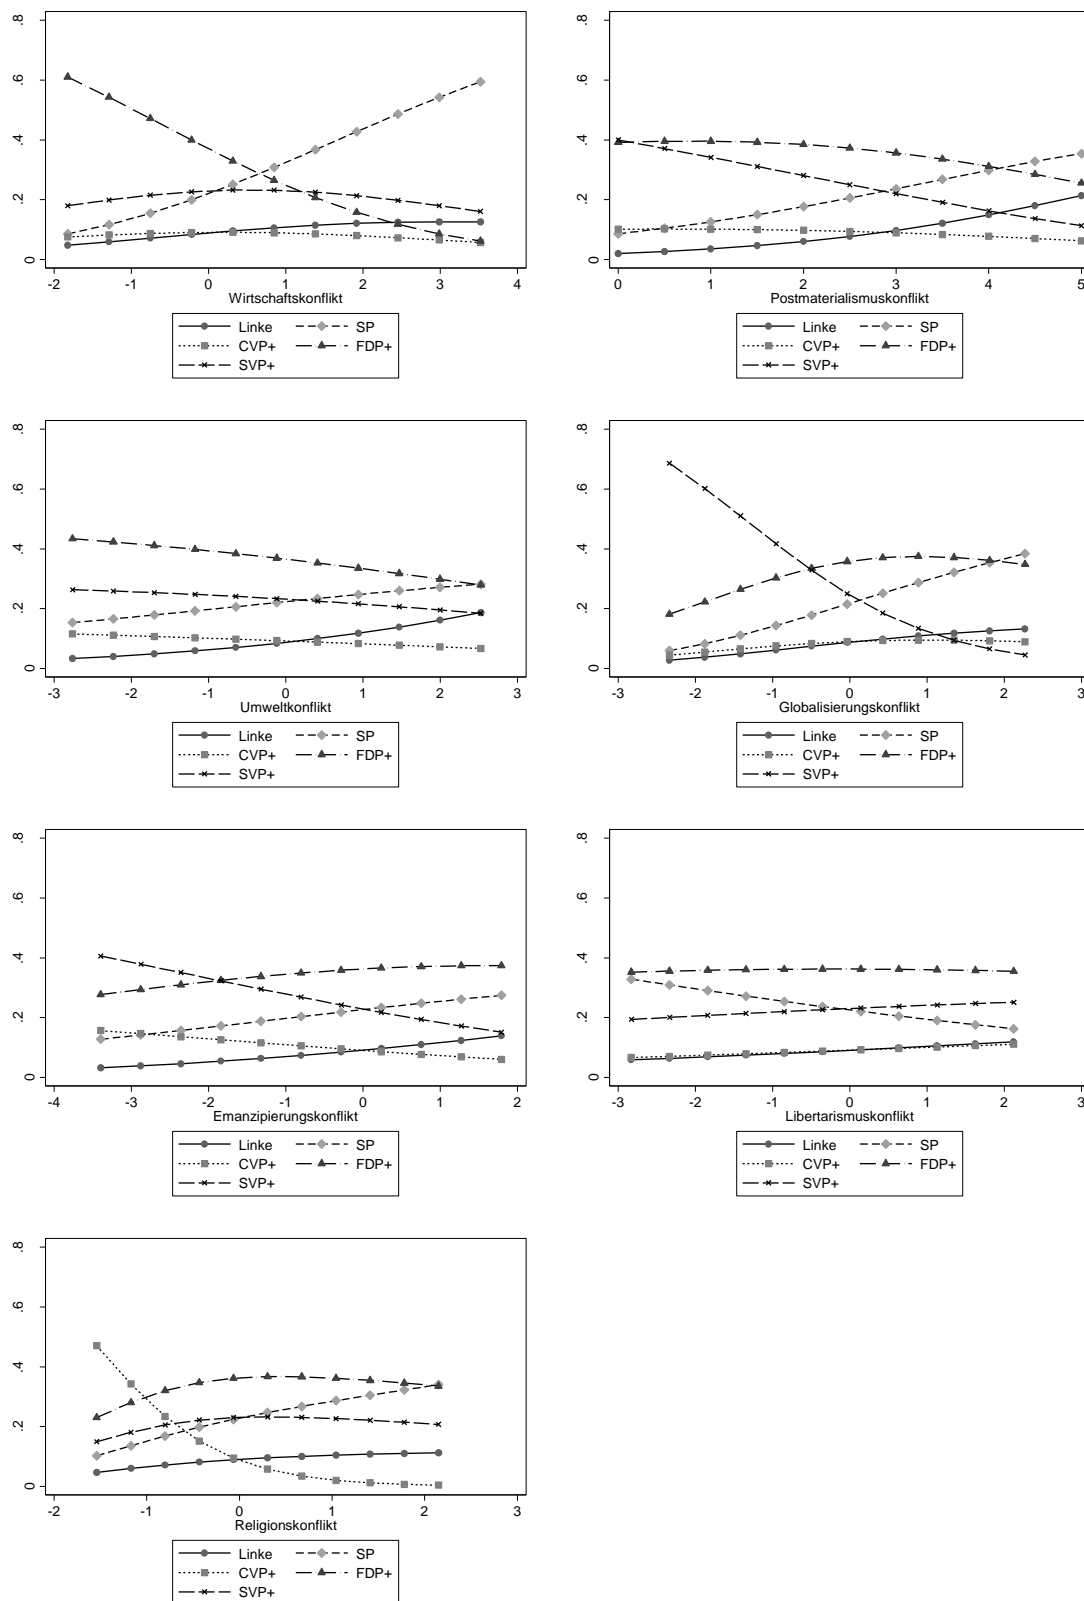 .8
.6
.4
.2
0
-2 -1 0 1 2 3 4
Wirtschaftskonflikt
Linke SP
CVP+ FDP+
SVP+
.8
.6
.4
.2
0
0 1 2 3 4 5
Postmaterialismuskonflikt
Linke SP
CVP+ FDP+
SVP+
.8
.6
.4
.2
0
-3 -2 -1 0 1 2 3
Umweltkonflikt
Linke SP
CVP+ FDP+
SVP+
.8
.6
.4
.2
0
-3 -2 -1 0 1 2 3
Globalisierungskonflikt
Linke SP
CVP+ FDP+
SVP+
.8
.6
.4
.2
0
-4 -3 -2 -1 0 1 2
Emanzipierungskonflikt
Linke SP
CVP+ FDP+
SVP+
.8
.6
.4
.2
0
-3 -2 -1 0 1 2 3
Libertarismuskonflikt
Linke SP
CVP+ FDP+
SVP+
.8
.6
.4
.2
0
-2 -1 0 1 2 3
Religionskonflikt
Linke SP
CVP+ FDP+
SVP+